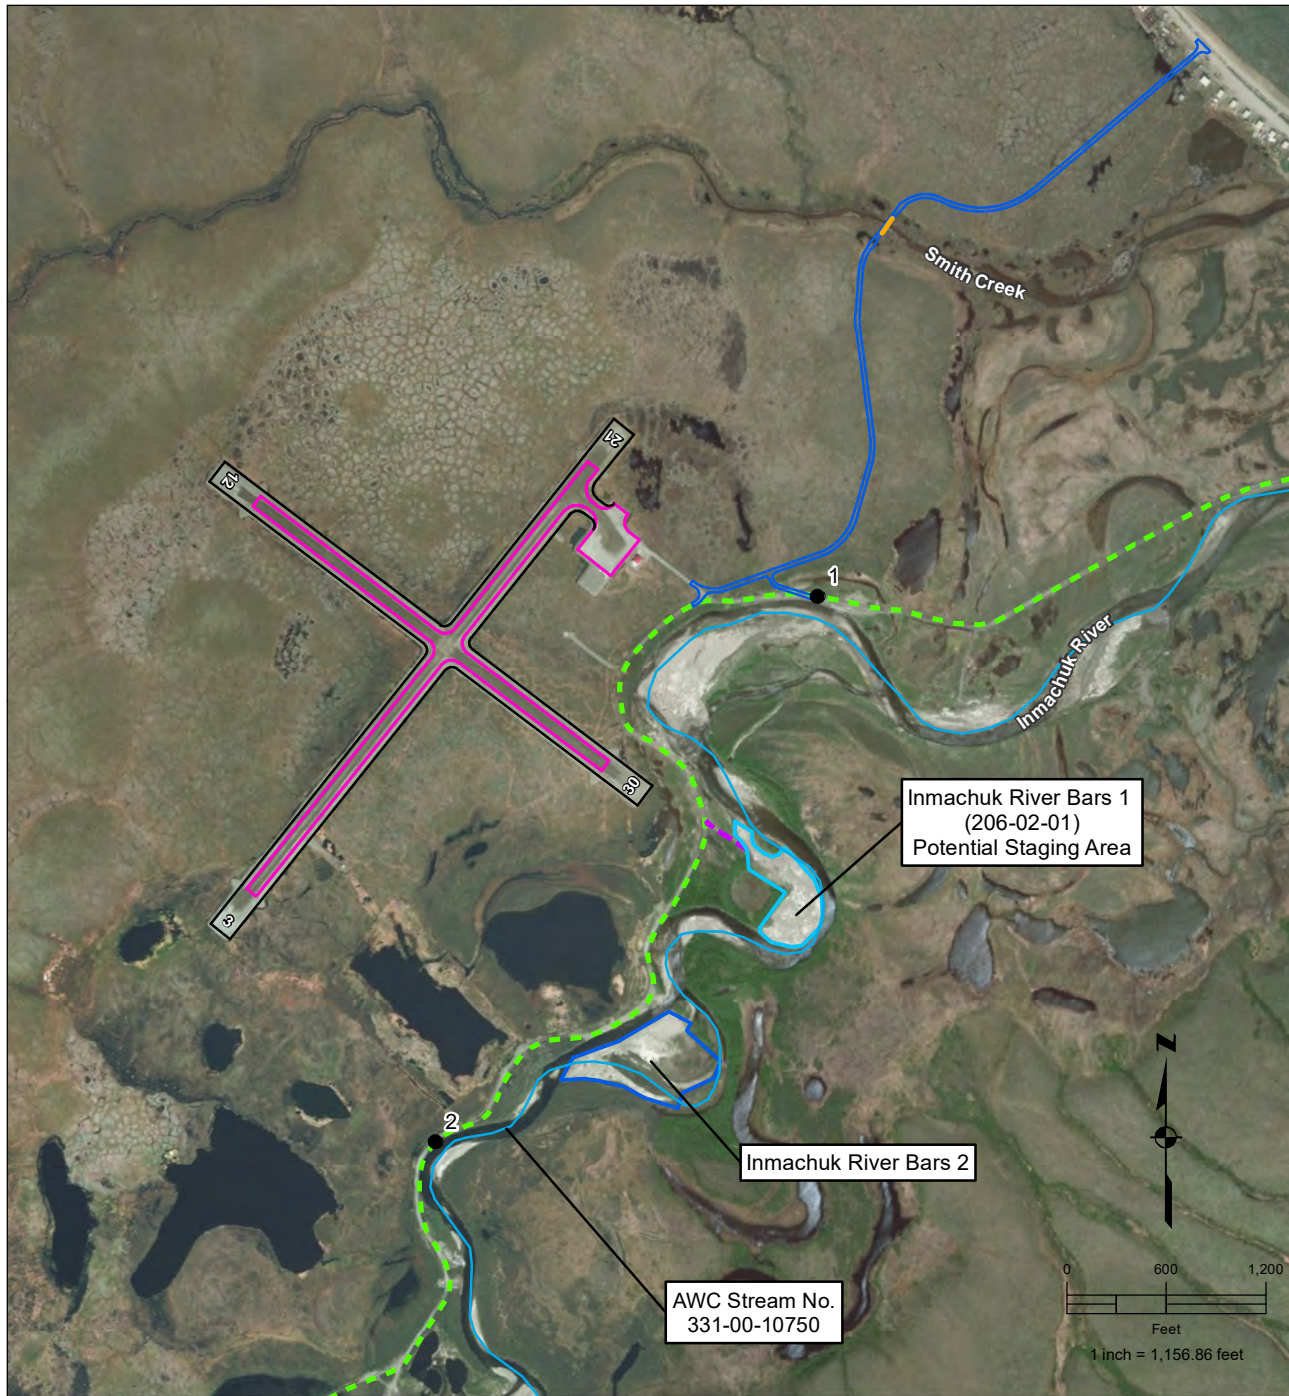 Smith Creek
21
12
1
Inmachuk River
30
Inmachuk River Bars 1
(206-02-01)
Potential Staging Area
3
2
Inmachuk River Bars 2
N
AWC Stream No.
331-00-10750
0 600 1,200
Feet
1 inch = 1,156.86 feet